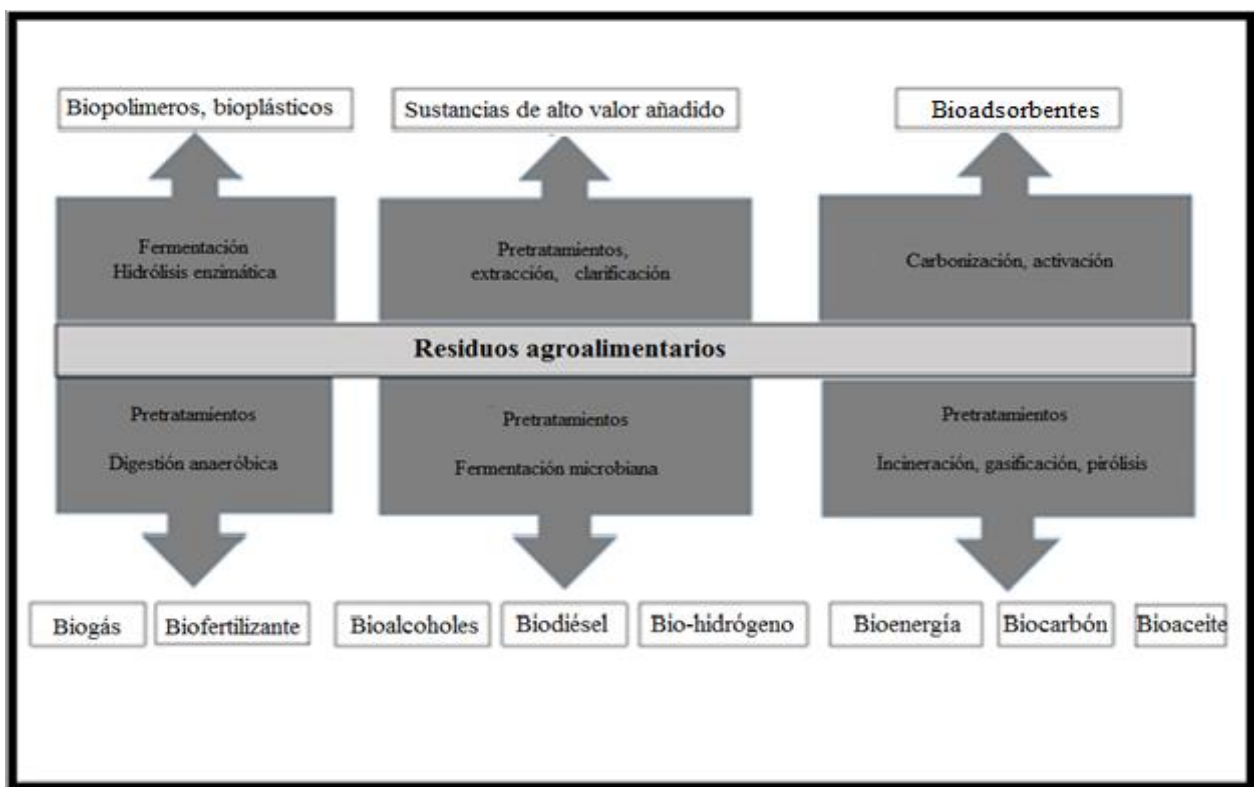 Biopolimeros, bioplásticos
Sustancias de alto valor añadido
Bioadsorbentes
Fermentación
Hidrólisis enzimática
Pretratamientos,
extracción, clarificación
Carbonización, activación
Residuos agroalimentarios
Pretratamientos
Digestión anaeróbica
Pretratamientos
Fermentación microbiana
Pretratamientos
Incineración, gasificación, pirólisis
Biogás
Biofertilizante
Bioalcoholes
Biodiésel
Bio-hidrógeno
Bioenergía
Biocarbón
Bioaceite